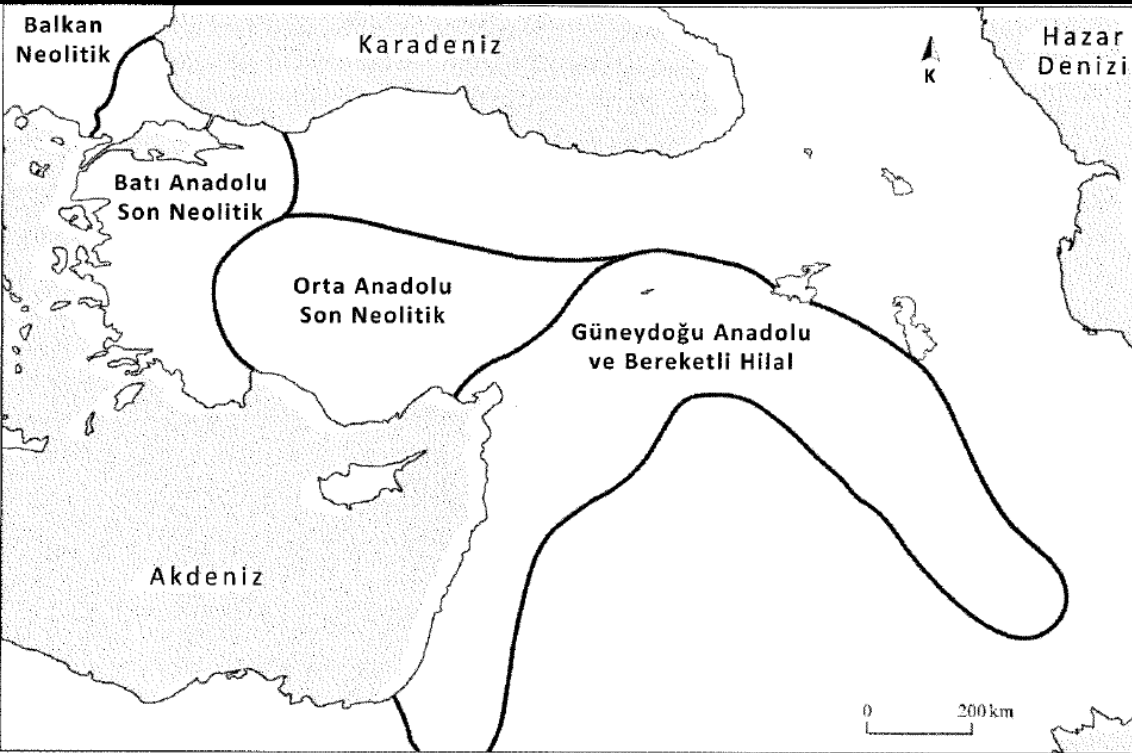 Balkan
Neolitik
Karadeniz
Hazar
Denizi
K
Batı Anadolu
Son Neolitik
Orta Anadolu
Son Neolitik
Güneydoğu Anadolu
ve Bereketli Hilal
Akdeniz
0 200 km